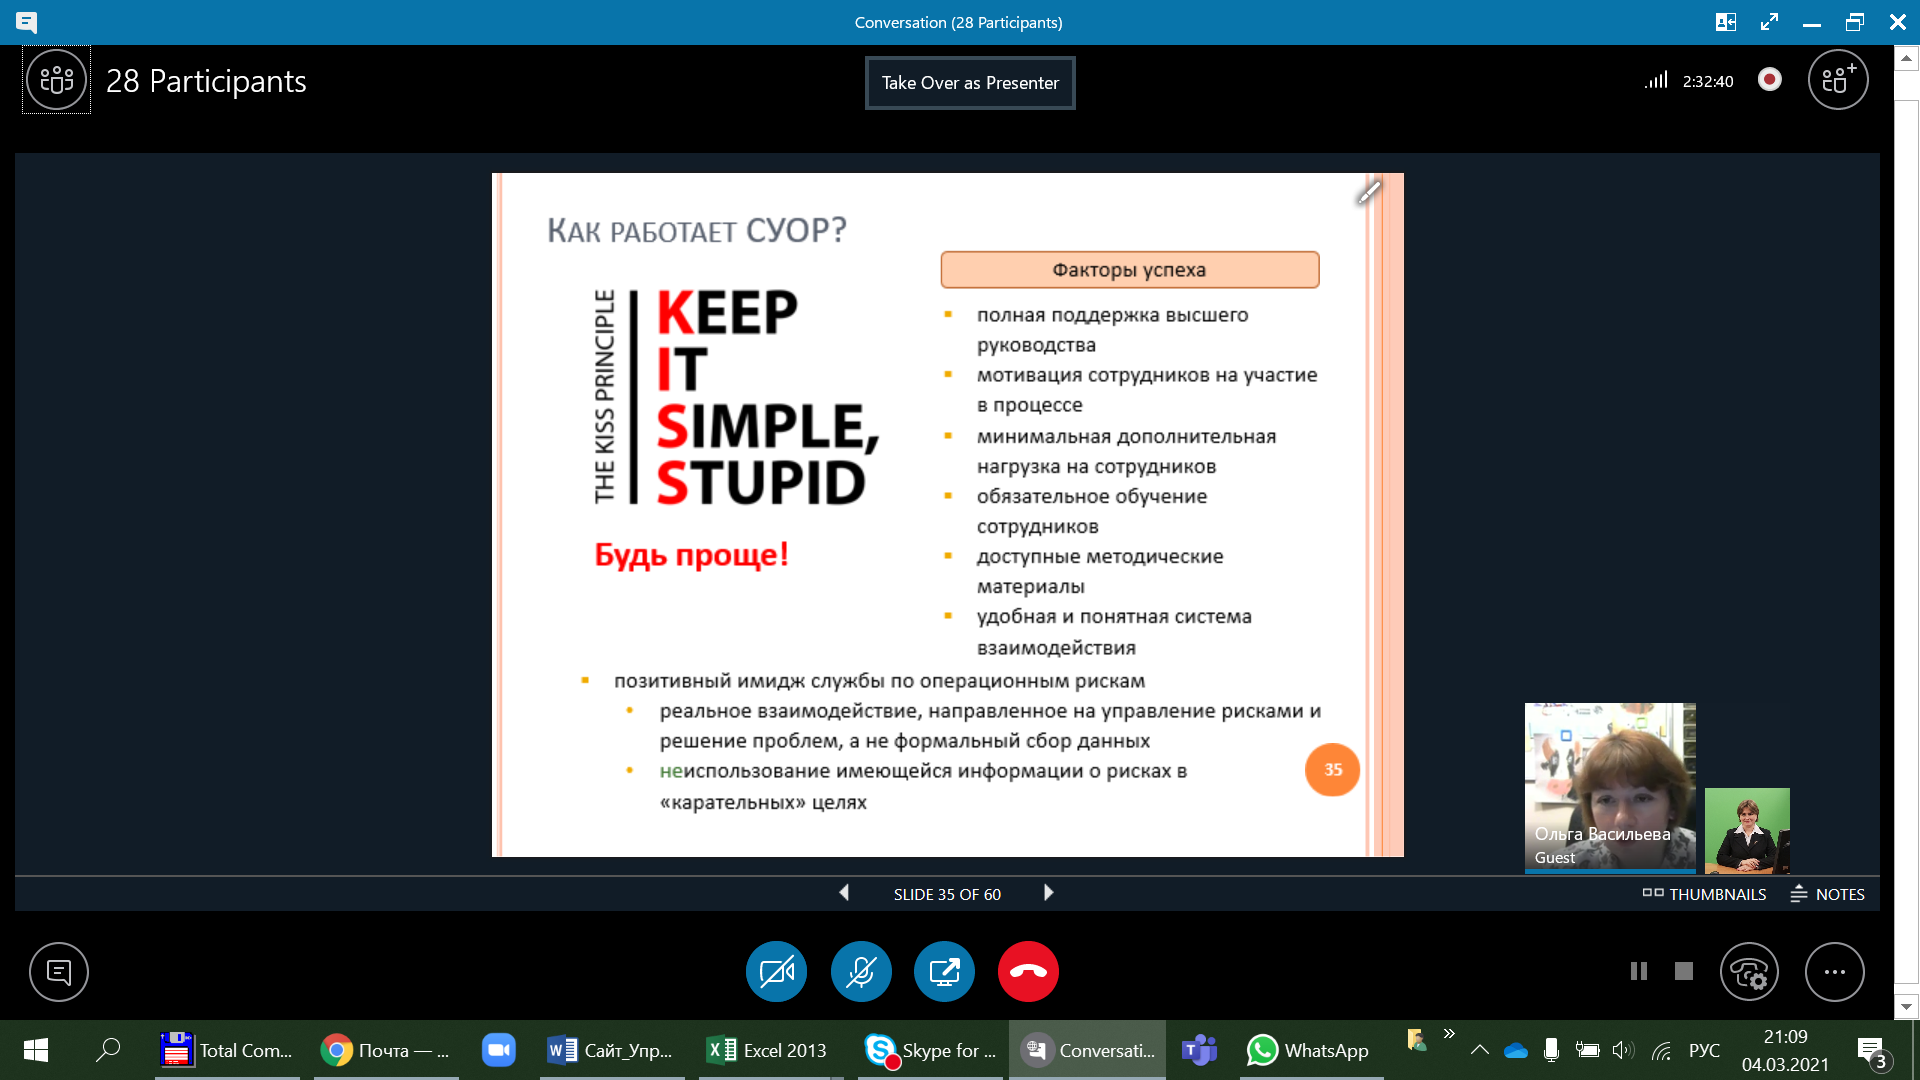 Conversation (28 Participants)
28 Participants
Take Over as Presenter
2:32:40
КАК РАБОТАЕТ СУОР?
THE KISS PRINCIPLE
KEEP
IT
SIMPLE,
STUPID
Будь проще!
Факторы успеха
полная поддержка высшего
руководства
мотивация сотрудников на участие
в процессе
минимальная дополнительная
нагрузка на сотрудников
обязательное обучение
сотрудников
доступные методические
материалы
удобная и понятная система
взаимодействия
позитивный имидж службы по операционным рискам
реальное взаимодействие, направленное на управление рисками и
решение проблем, а не формальный сбор данных
неиспользование имеющейся информации о рисках в
«карательных» целях
35
Ольга Васильева
Guest
SLIDE 35 OF 60
THUMBNAILS
NOTES
Total Com...
Почта — ...
Сайт_Упр...
Excel 2013
Skype for ...
Conversati...
WhatsApp
РУС
21:09
04.03.2021
3